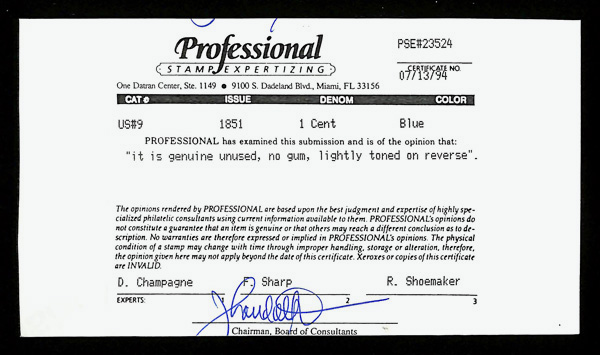 Professional
STAMP EXPERTIZING
PSE#23524
CERTIFICATE NO.
07/13/94
One Datran Center, Ste. 1149 ● 9100 S. Dadeland Blvd., Miami, FL 33156
CAT# ISSUE DENOM COLOR
US#9 1851 1 Cent Blue
PROFESSIONAL has examined this submission and is of the opinion that:
"it is genuine unused, no gum, lightly toned on reverse".
The opinions rendered by PROFESSIONAL are based upon the best judgment and expertise of highly spe-
cialized philatelic consultants using current information available to them. PROFESSIONAL's opinions do
not constitute a guarantee that an item is genuine or that others may reach a different conclusion as to de-
scription. No warranties are therefore expressed or implied in PROFESSIONAL's opinions. The physical
condition of a stamp may change with time through improper handling, storage or alteration, therefore,
the opinion given here may not apply beyond the date of this certificate. Xeroxes or copies of this certificate
are INVALID.
D. Champagne F. Sharp R. Shoemaker
EXPERTS: 1 2 3
Chairman, Board of Consultants